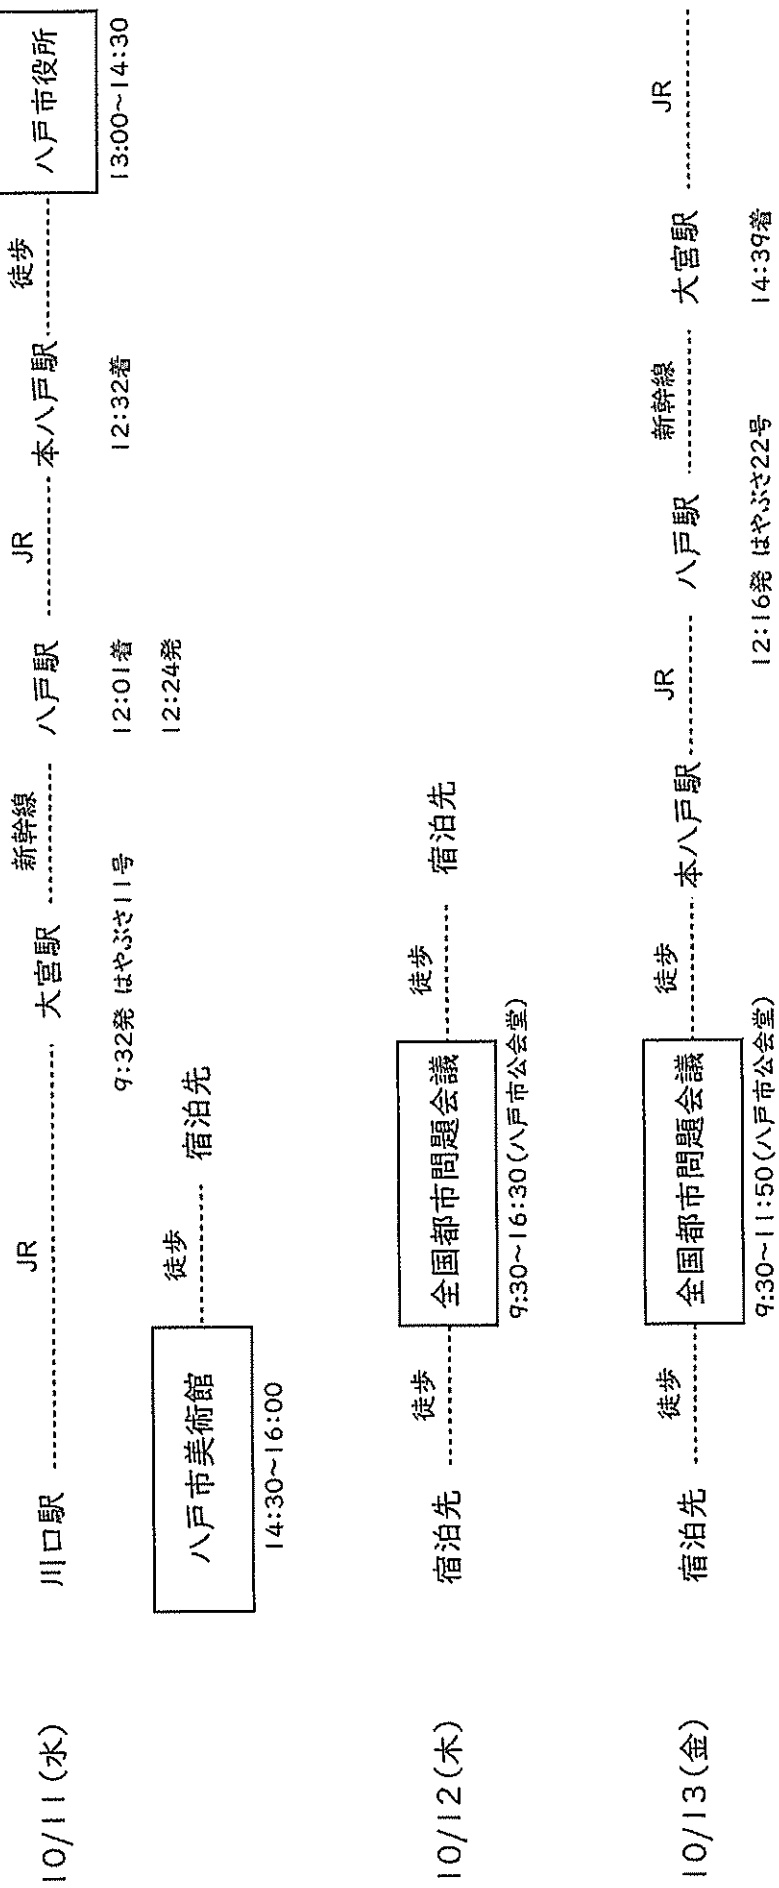 10/11(水)
川口駅 JR 大宮駅 新幹線 八戸駅 JR 本八戸駅 徒歩 八戸市役所
9:32発 はやぶさ11号 12:01着 12:32着 13:00~14:30
12:24発
八戸市美術館 徒歩 宿泊先
14:30~16:00
10/12(木)
宿泊先 徒歩 全国都市問題会議 徒歩 宿泊先
9:30~16:30(八戸市公会堂)
10/13(金)
宿泊先 徒歩 全国都市問題会議 徒歩 本八戸駅 JR 八戸駅 新幹線 大宮駅 JR
9:30~11:50(八戸市公会堂) 12:16発 はやぶさ22号 14:39着